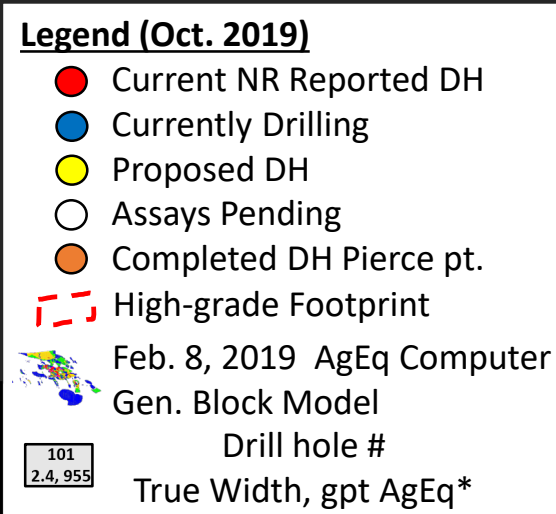 Legend (Oct. 2019)
Current NR Reported DH
Currently Drilling
Proposed DH
Assays Pending
Completed DH Pierce pt.
High-grade Footprint
Feb. 8, 2019 AgEq Computer
Gen. Block Model
101
2.4, 955
Drill hole #
True Width, gpt AgEq*